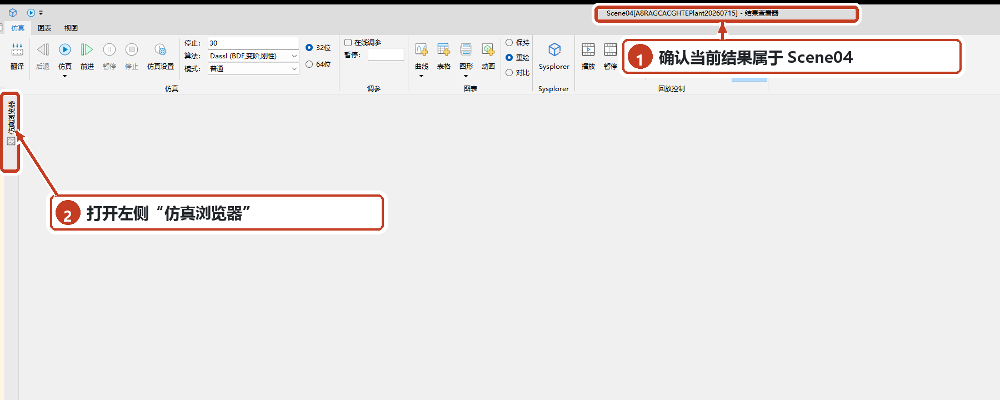 Scene04[A8RAGCACGHTEPlant20260715] - 结果查看器
仿真 图表 视图
翻译
后退
仿真
前进
暂停
停止
仿真设置
停止: 30
算法: Dassl (BDF,变阶,刚性)
模式: 普通
32位
64位
仿真
在线调参
暂停:
调参
曲线
表格
图形
动画
保持
重绘
对比
图表
Sysplorer
Sysplorer
播放
暂停
回放控制
1 确认当前结果属于 Scene04
仿真浏览器
2 打开左侧“仿真浏览器”